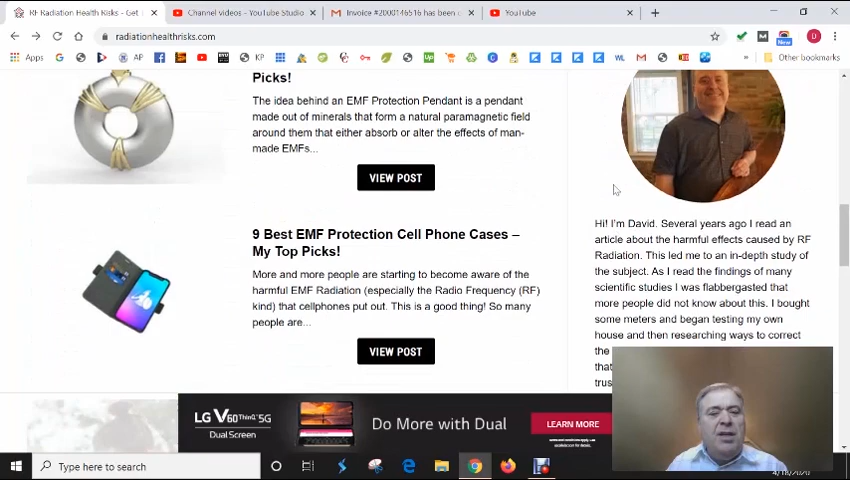 RF Radiation Health Risks - Get
Channel videos - YouTube Studio
Invoice #2000146516 has been c
YouTube
radiationhealthrisks.com
New
D
Apps
G
AP
KP
Up
C
WL
G
Other bookmarks
Picks!
The idea behind an EMF Protection Pendant is a pendant
made out of minerals that form a natural paramagnetic field
around them that either absorb or alter the effects of man-
made EMFs...
VIEW POST
9 Best EMF Protection Cell Phone Cases –
My Top Picks!
More and more people are starting to become aware of the
harmful EMF Radiation (especially the Radio Frequency (RF)
kind) that cellphones put out. This is a good thing! So many
people are...
VIEW POST
Hi! I'm David. Several years ago I read an
article about the harmful effects caused by RF
Radiation. This led me to an in-depth study of
the subject. As I read the findings of many
scientific studies I was flabbergasted that
more people did not know about this. I bought
some meters and began testing my own
house and then researching ways to correct
the
that
trus
LG V60 ThinQ 5G
Dual Screen
Do More with Dual
LEARN MORE
Type here to search